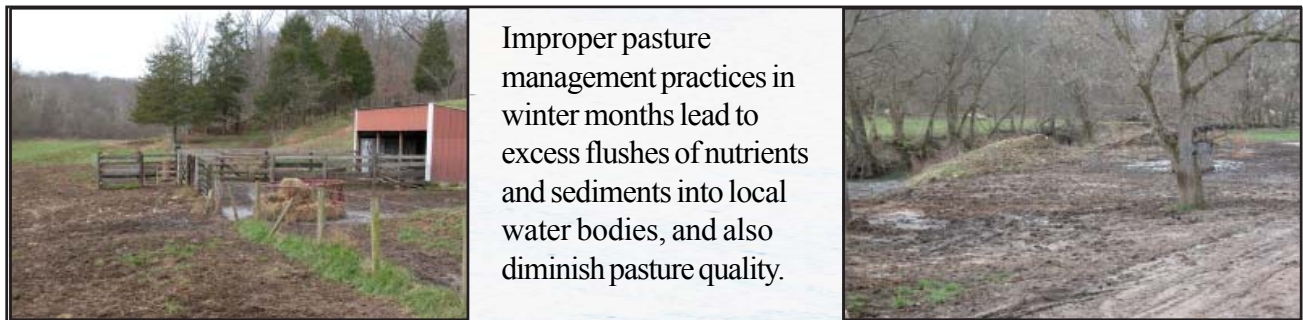 Improper pasture
management practices in
winter months lead to
excess flushes of nutrients
and sediments into local
water bodies, and also
diminish pasture quality.